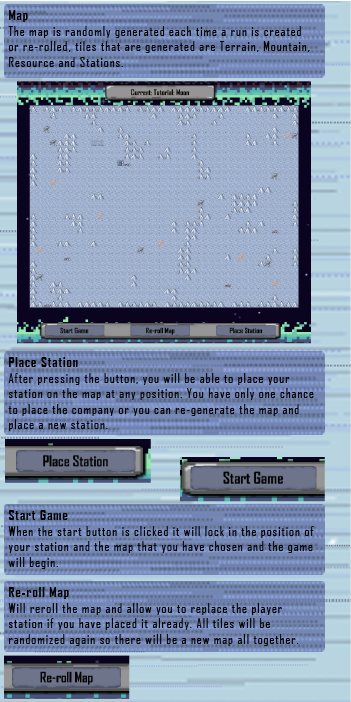 Map
The map is randomly generated each time a run is created
or re-rolled, tiles that are generated are Terrain, Mountain,
Resource and Stations.
Current: Tutorial: Moon
Start Game
Re-roll Map
Place Station
Place Station
After pressing the button, you will be able to place your
station on the map at any position. You have only one chance
to place the company or you can re-generate the map and
place a new station.
Place Station
Start Game
Start Game
When the start button is clicked it will lock in the position of
your station and the map that you have chosen and the game
will begin.
Re-roll Map
Will reroll the map and allow you to replace the player
station if you have placed it already. All tiles will be
randomized again so there will be a new map all together.
Re-roll Map